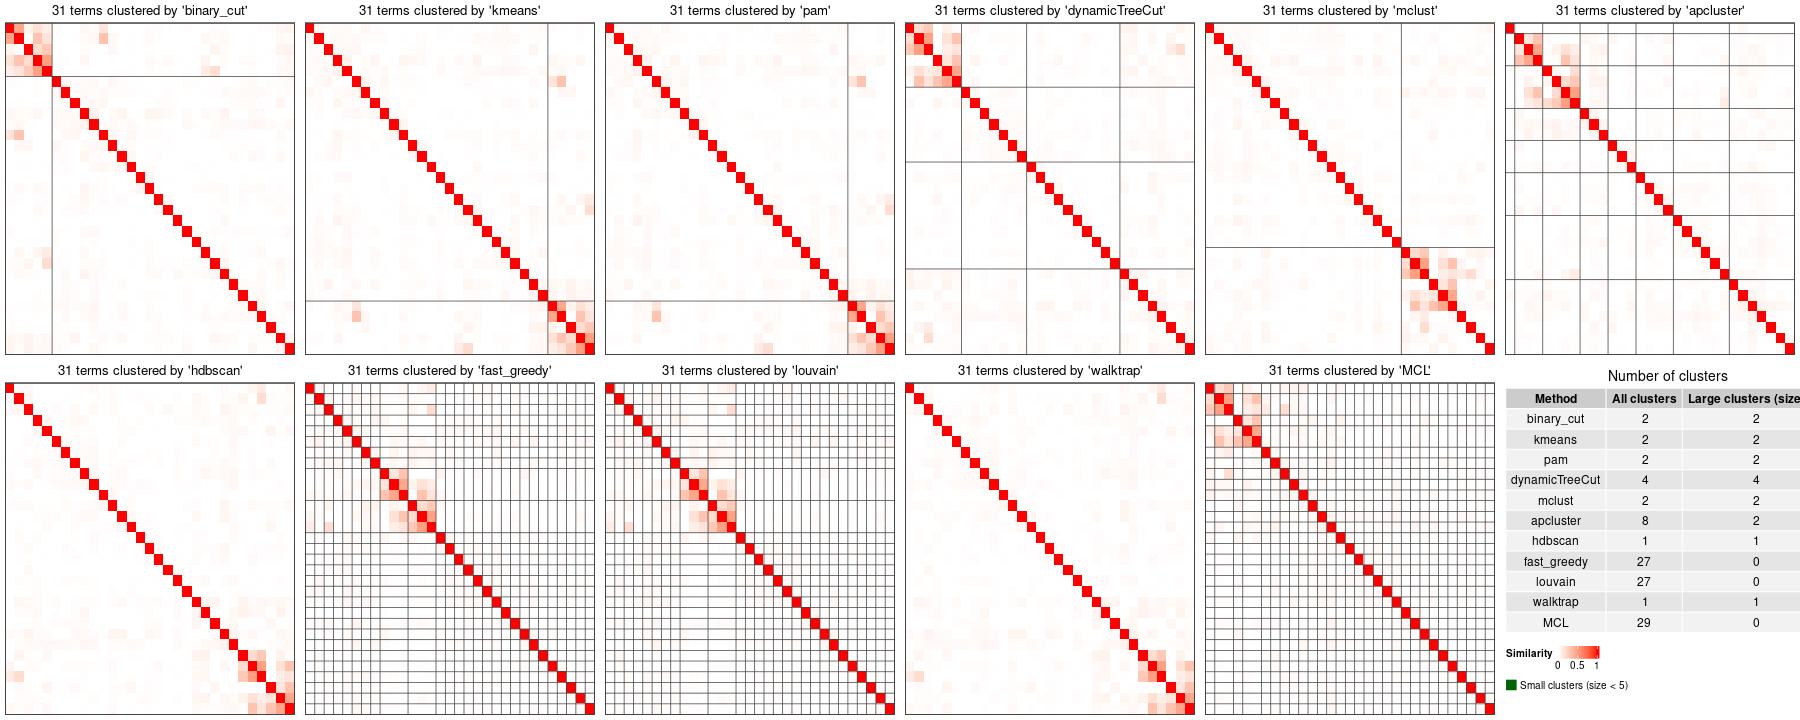 31 terms clustered by 'binary_cut'
31 terms clustered by 'kmeans'
31 terms clustered by 'pam'
31 terms clustered by 'dynamicTreeCut'
31 terms clustered by 'mclust'
31 terms clustered by 'apcluster'
31 terms clustered by 'hdbscan'
31 terms clustered by 'fast_greedy'
31 terms clustered by 'louvain'
31 terms clustered by 'walktrap'
31 terms clustered by 'MCL'
Number of clusters
Method All clusters Large clusters (size
binary_cut 2 2
kmeans 2 2
pam 2 2
dynamicTreeCut 4 4
mclust 2 2
apcluster 8 2
hdbscan 1 1
fast_greedy 27 0
louvain 27 0
walktrap 1 1
MCL 29 0
Similarity
0 0.5 1
Small clusters (size < 5)